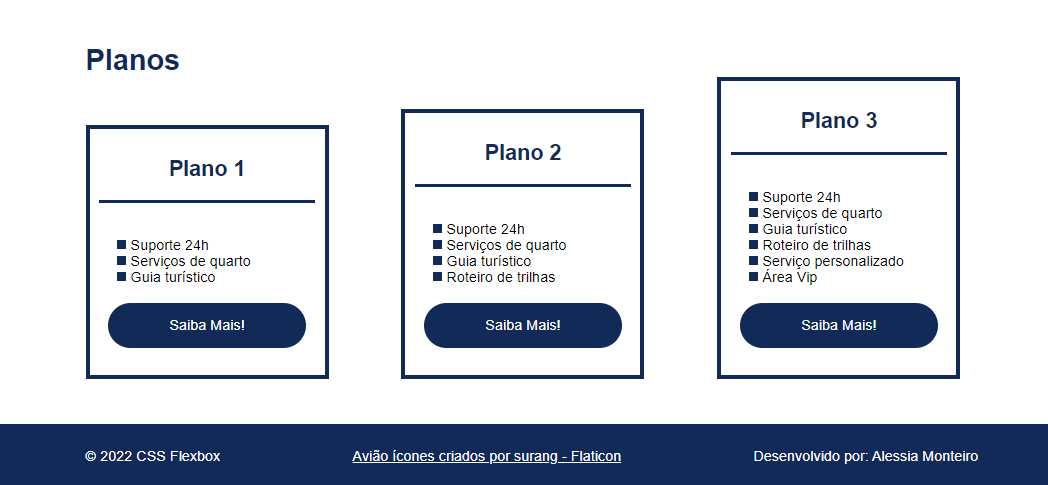 Planos
Plano 1
Suporte 24h
Serviços de quarto
Guia turístico
Saiba Mais!
Plano 2
Suporte 24h
Serviços de quarto
Guia turístico
Roteiro de trilhas
Saiba Mais!
Plano 3
Suporte 24h
Serviços de quarto
Guia turístico
Roteiro de trilhas
Serviço personalizado
Área Vip
Saiba Mais!
© 2022 CSS Flexbox
Avião ícones criados por surang - Flaticon
Desenvolvido por: Alessia Monteiro